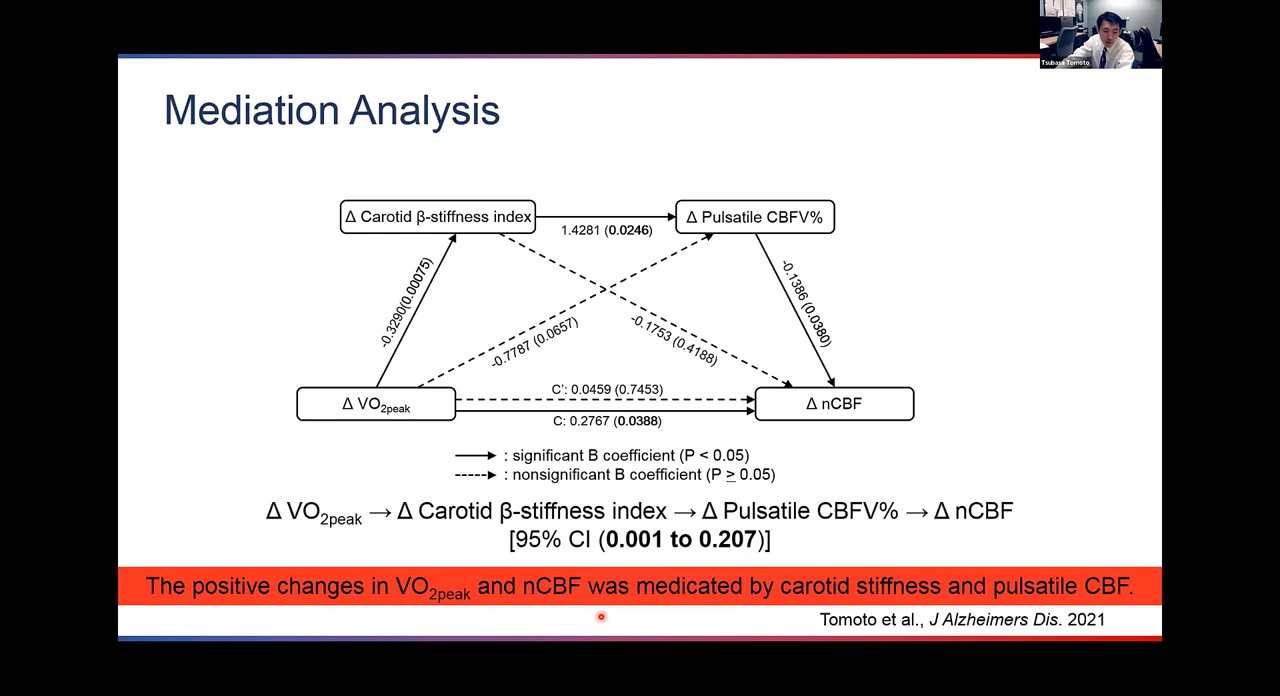 Tsubasa Tomoto
Mediation Analysis
Δ Carotid β-stiffness index
Δ Pulsatile CBFV%
1.4281 (0.0246)
-0.3290(0.00075)
-0.7787 (0.0657)
-0.1753 (0.4188)
-0.1386 (0.0380)
C': 0.0459 (0.7453)
Δ VO2peak
Δ nCBF
C: 0.2767 (0.0388)
: significant B coefficient (P < 0.05)
: nonsignificant B coefficient (P ≥ 0.05)
Δ VO2peak → Δ Carotid β-stiffness index → Δ Pulsatile CBFV% → Δ nCBF
[95% CI (0.001 to 0.207)]
The positive changes in VO2peak and nCBF was medicated by carotid stiffness and pulsatile CBF.
Tomoto et al., J Alzheimers Dis. 2021